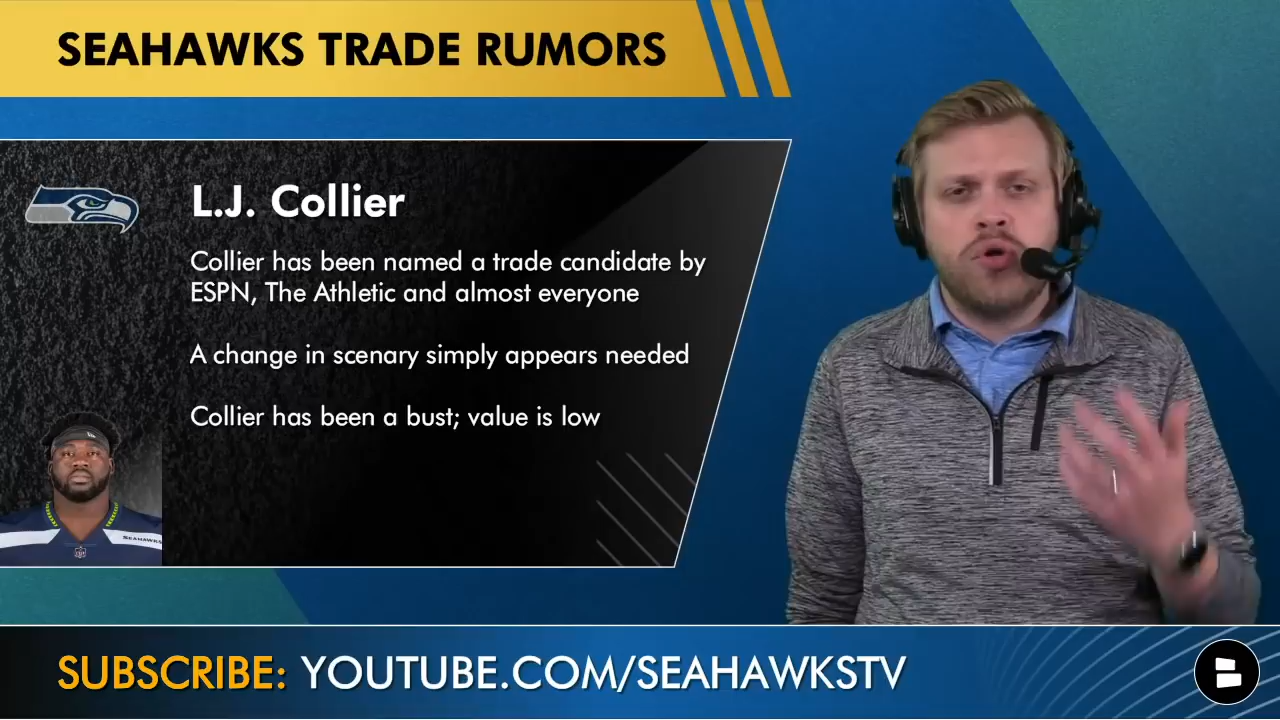 SEAHAWKS TRADE RUMORS
L.J. Collier
Collier has been named a trade candidate by
ESPN, The Athletic and almost everyone
A change in scenary simply appears needed
Collier has been a bust; value is low
SEAHAWKS
SUBSCRIBE: YOUTUBE.COM/SEAHAWKSTV